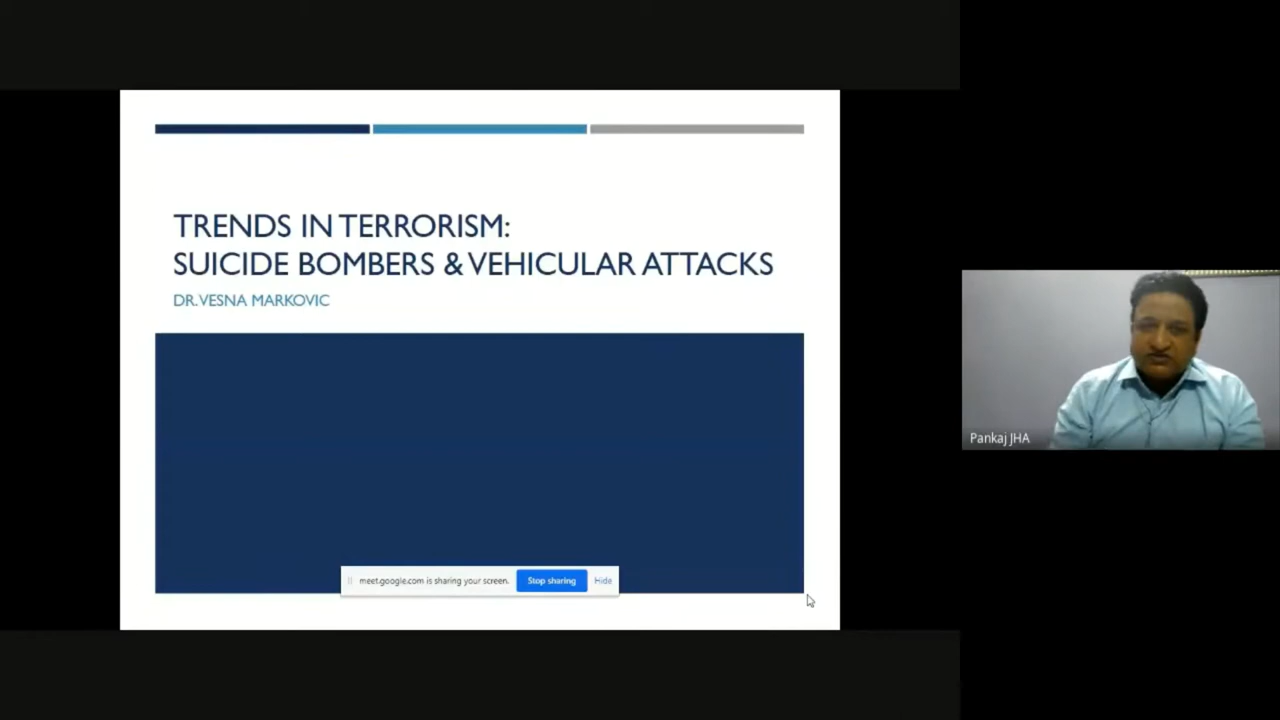 TRENDS IN TERRORISM:
SUICIDE BOMBERS & VEHICULAR ATTACKS
DR. VESNA MARKOVIC
meet.google.com is sharing your screen.
Stop sharing
Hide
Pankaj JHA